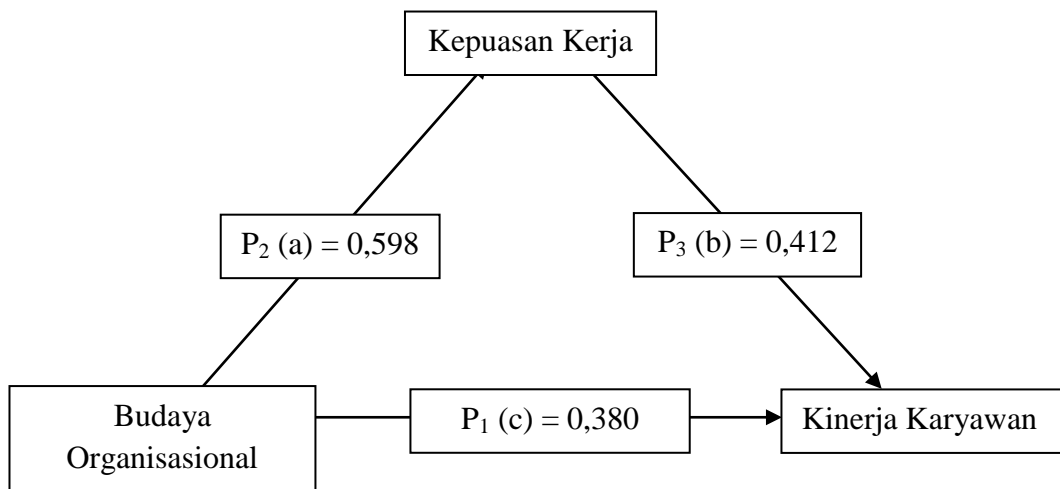 Kepuasan Kerja
P₂ (a) = 0,598
P₃ (b) = 0,412
Budaya
Organisasional
P₁ (c) = 0,380
Kinerja Karyawan